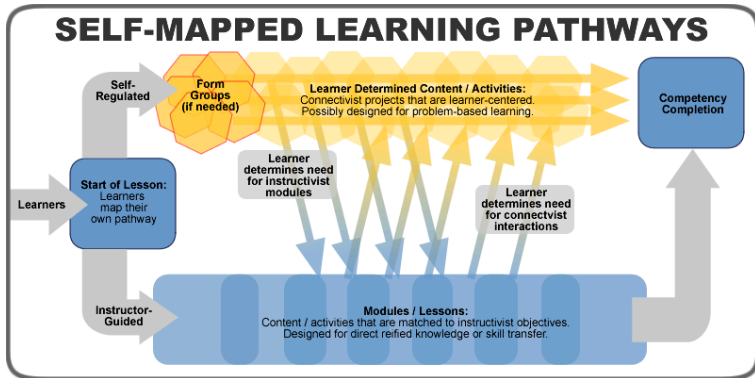 SELF-MAPPED LEARNING PATHWAYS
Self-
Regulated
Form
Groups
(if needed)
Learner Determined Content / Activities:
Connectivist projects that are learner-centered.
Possibly designed for problem-based learning.
Competency
Completion
Learner
determines need
for instructivist
modules
Learners
Start of Lesson:
Learners
map their
own pathway
Learner
determines need
for connectvist
interactions
Instructor-
Guided
Modules / Lessons:
Content / activities that are matched to instructivist objectives.
Designed for direct reified knowledge or skill transfer.